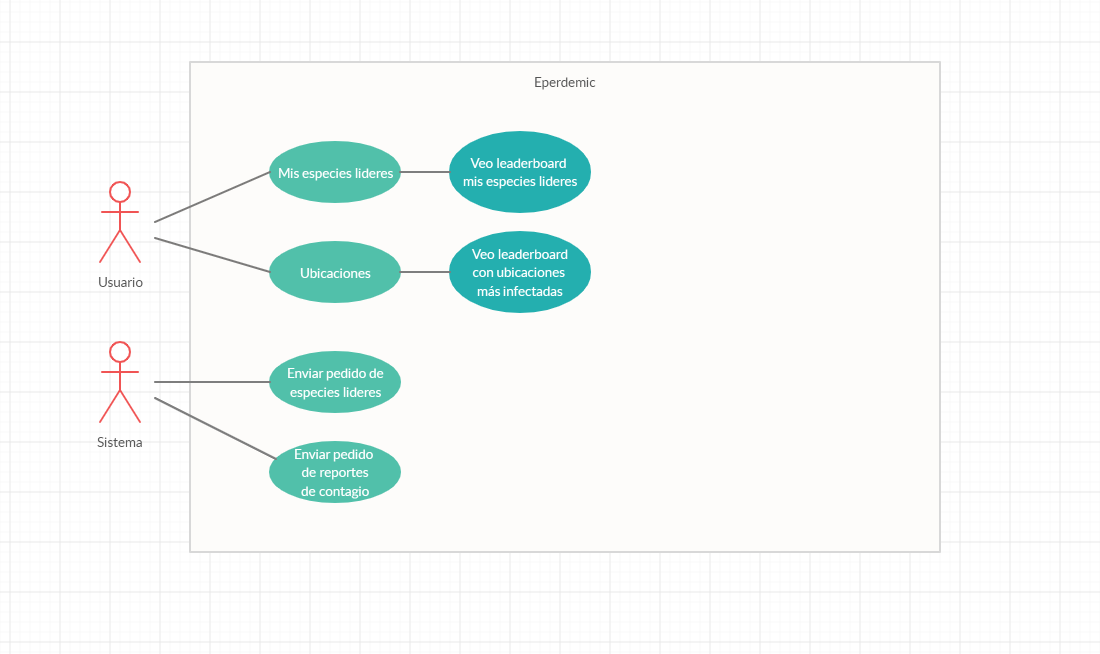 Eperdemic
Mis especies lideres
Veo leaderboard
mis especies lideres
Usuario
Ubicaciones
Veo leaderboard
con ubicaciones
más infectadas
Sistema
Enviar pedido de
especies lideres
Enviar pedido
de reportes
de contagio